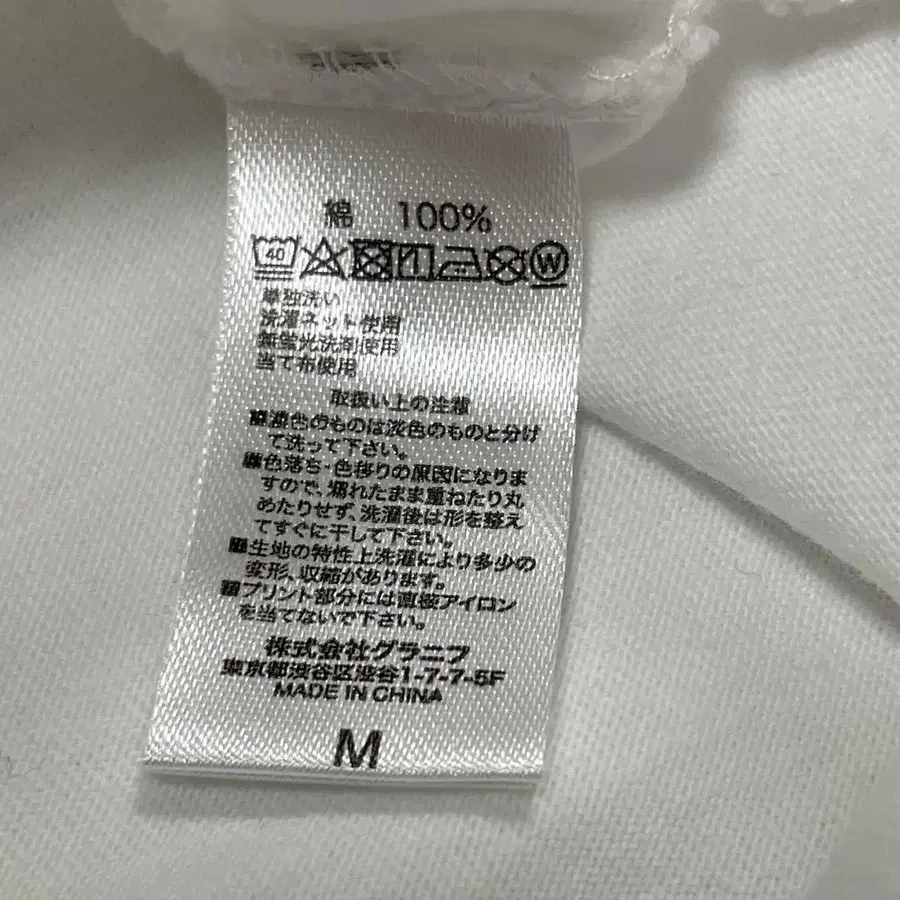 綿 100%
40 W
単独洗い
洗濯ネット使用
無蛍光洗剤使用
当て布使用
取扱い上の注意
濃色のものは淡色のものと分け
て洗って下さい。
色落ち・色移りの原因になりま
すので、濡れたまま重ねたり丸
めたりせず、洗濯後は形を整え
てすぐに干して下さい。
生地の特性上洗濯により多少の
変形、収縮があります。
プリント部分には直接アイロン
を当てないで下さい。
株式会社グラニフ
東京都渋谷区渋谷1-7-7-5F
MADE IN CHINA
M